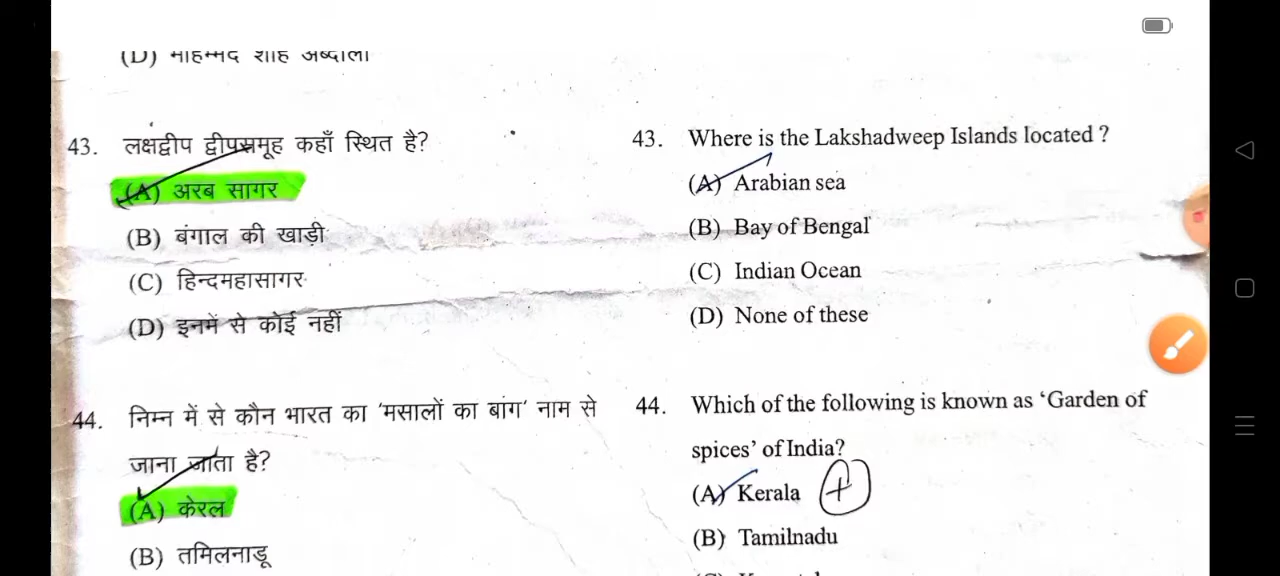 (D) मोहम्मद शाह अब्दाली
43. लक्षद्वीप द्वीपसमूह कहाँ स्थित है?
(A) अरब सागर
(B) बंगाल की खाड़ी
(C) हिन्दमहासागर
(D) इनमें से कोई नहीं
44. निम्न में से कौन भारत का 'मसालों का बाग' नाम से
जाना जाता है?
(A) केरल
(B) तमिलनाडू
43. Where is the Lakshadweep Islands located ?
(A) Arabian sea
(B) Bay of Bengal
(C) Indian Ocean
(D) None of these
44. Which of the following is known as ‘Garden of
spices’ of India?
(A) Kerala
(B) Tamilnadu